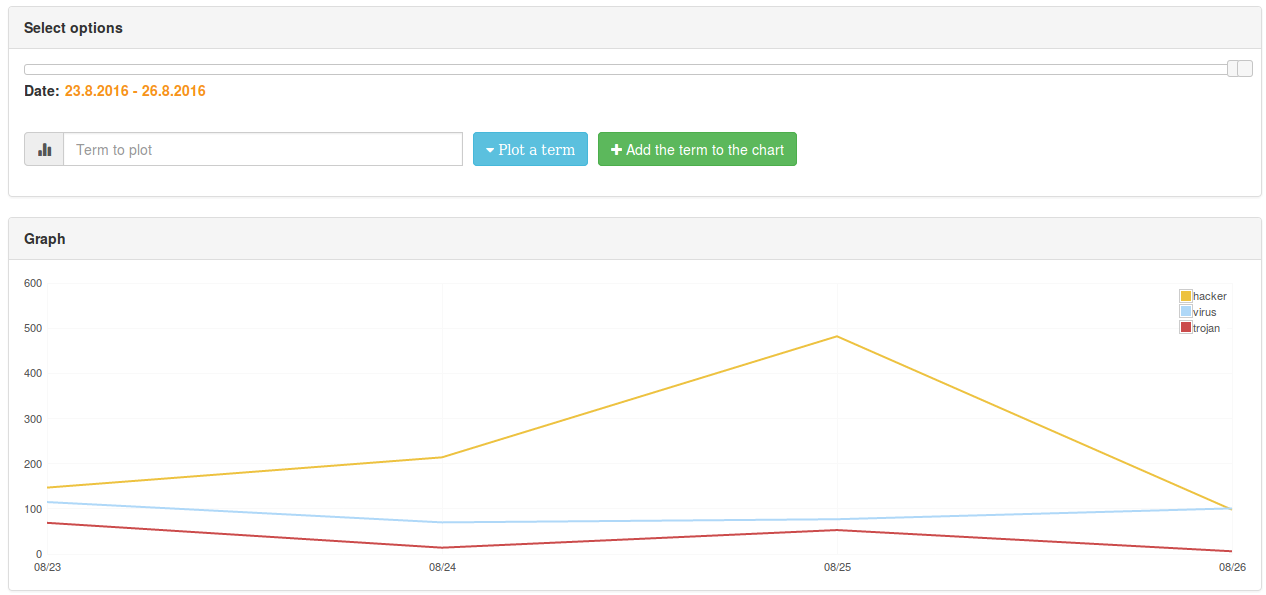 Select options
Date: 23.8.2016 - 26.8.2016
Term to plot
Plot a term
Add the term to the chart
Graph
600
500
400
300
200
100
0
hacker
virus
trojan
08/23
08/24
08/25
08/26